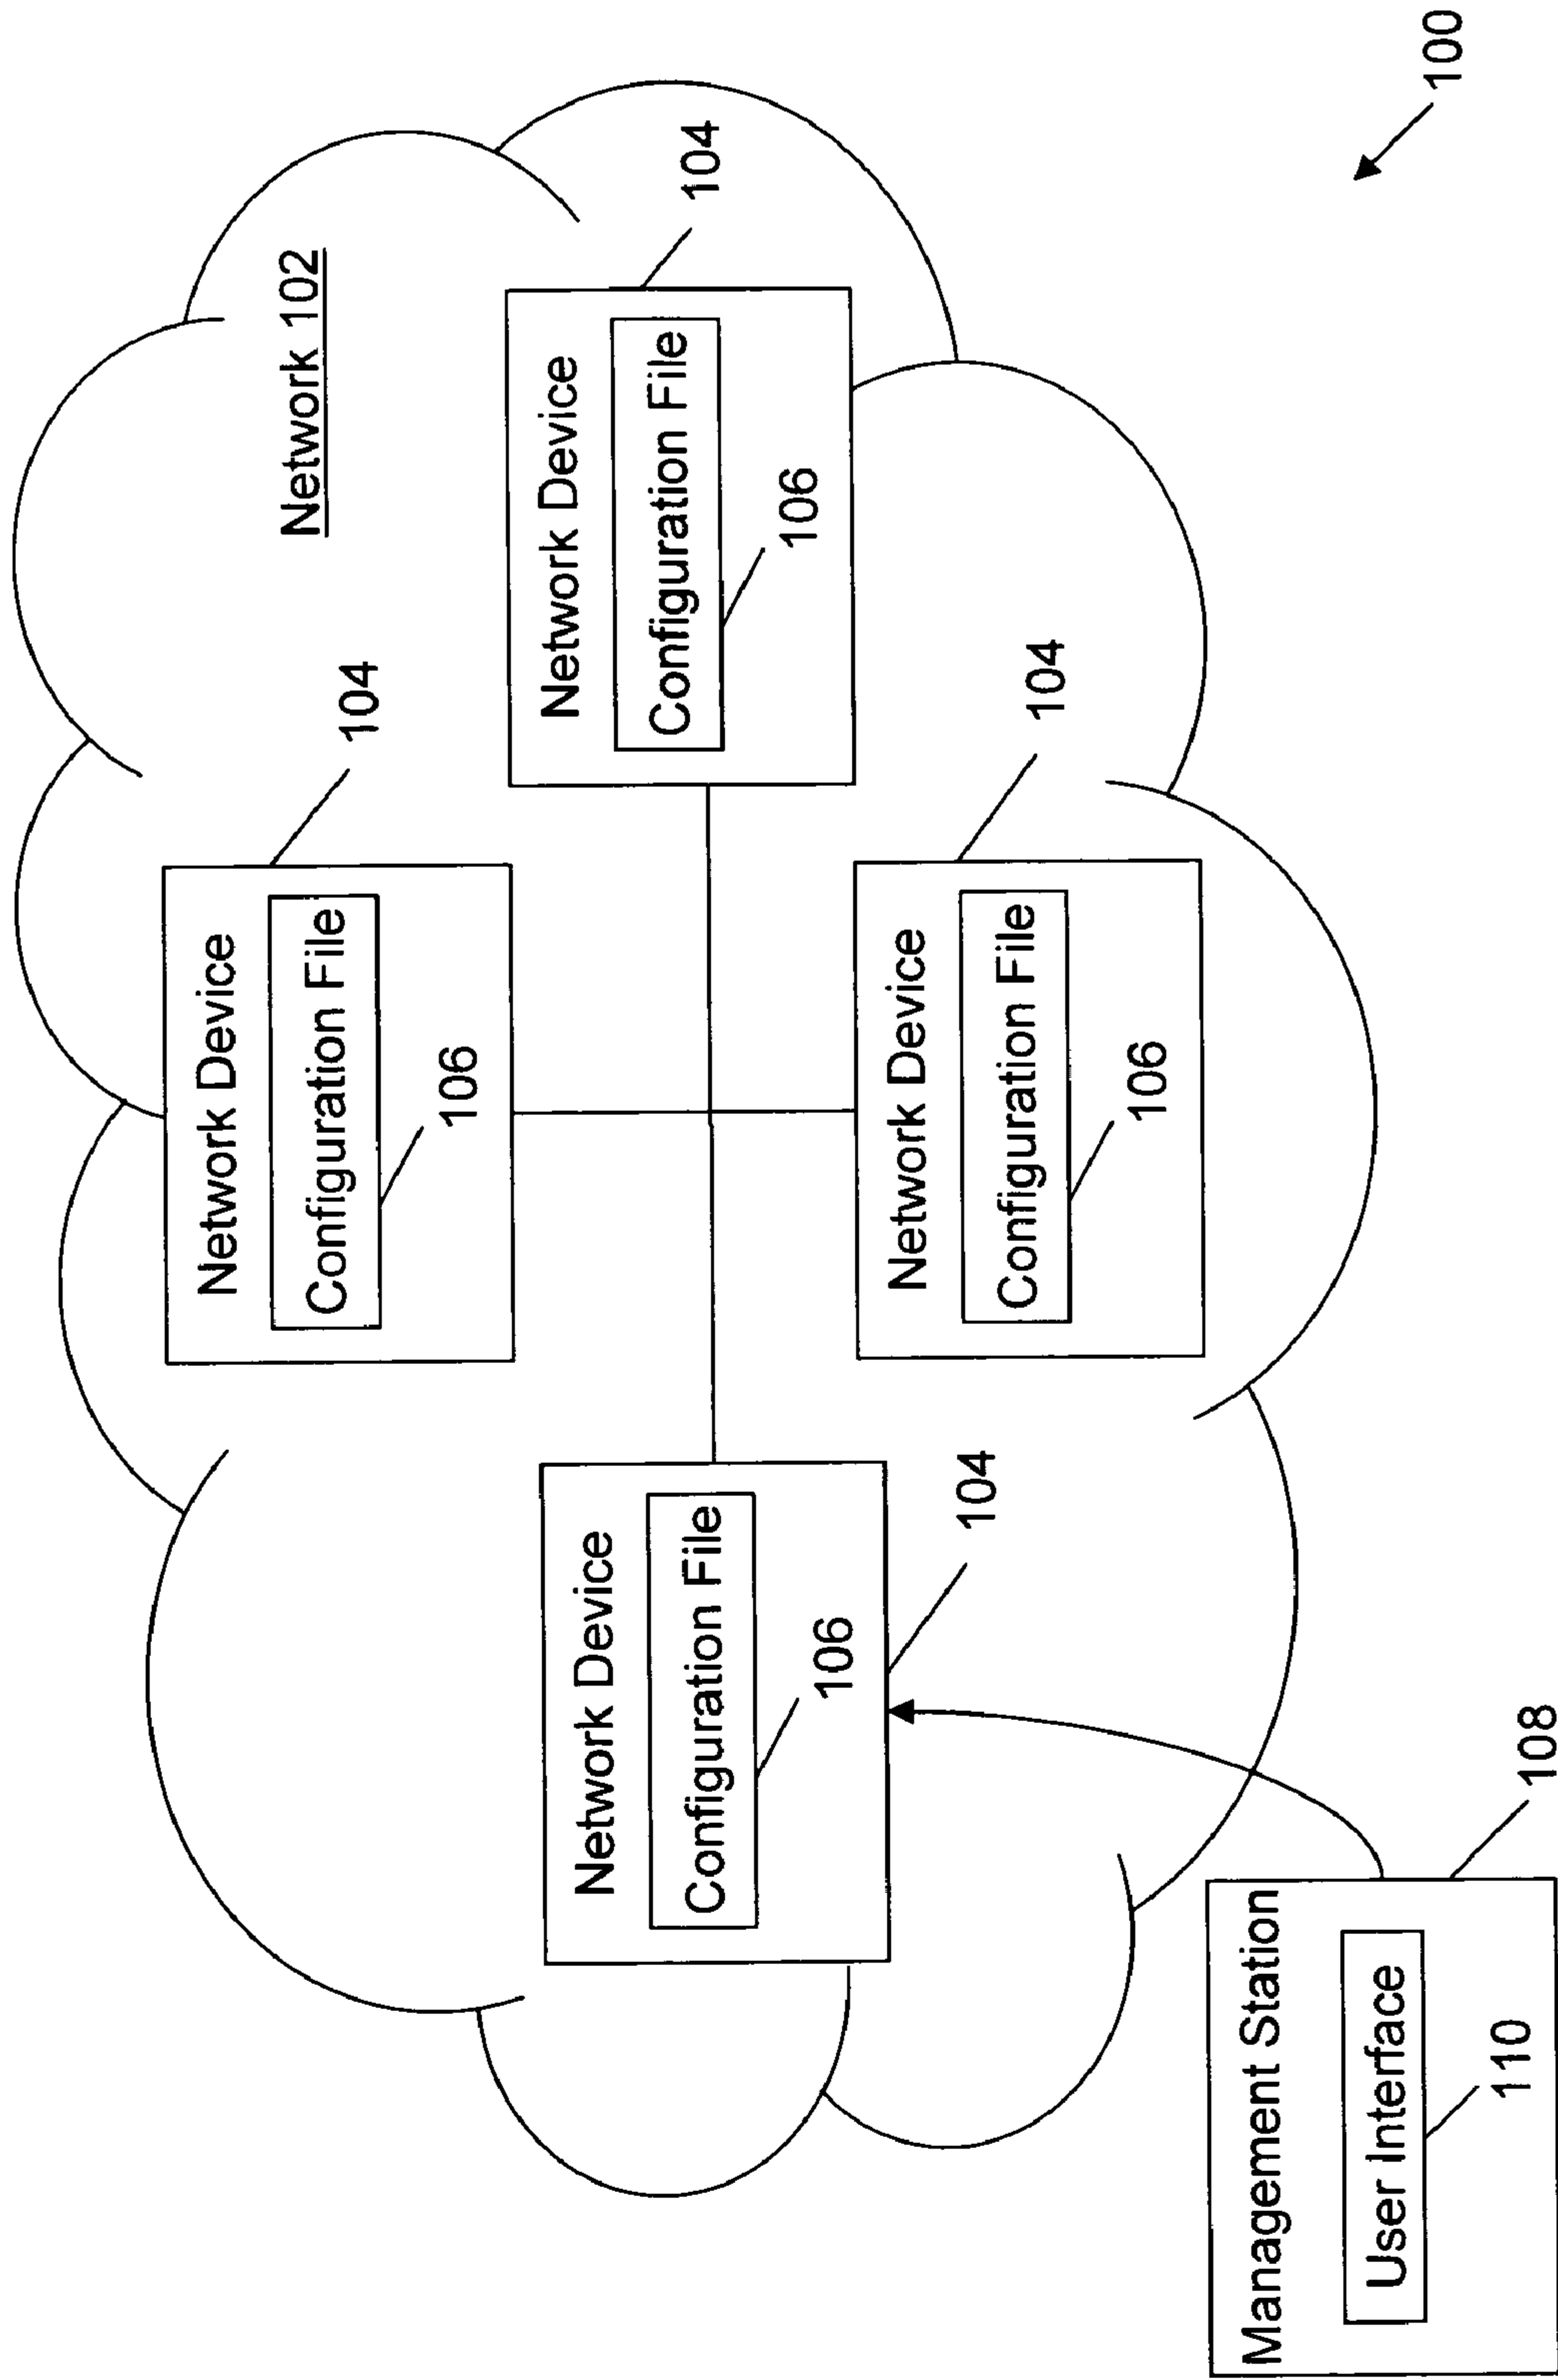 Network 102
104
Network Device
Configuration File
106
Network Device
Configuration File
106
104
Network Device
Configuration File
106
104
Network Device
Configuration File
106
104
Management Station
User Interface
110
108
100